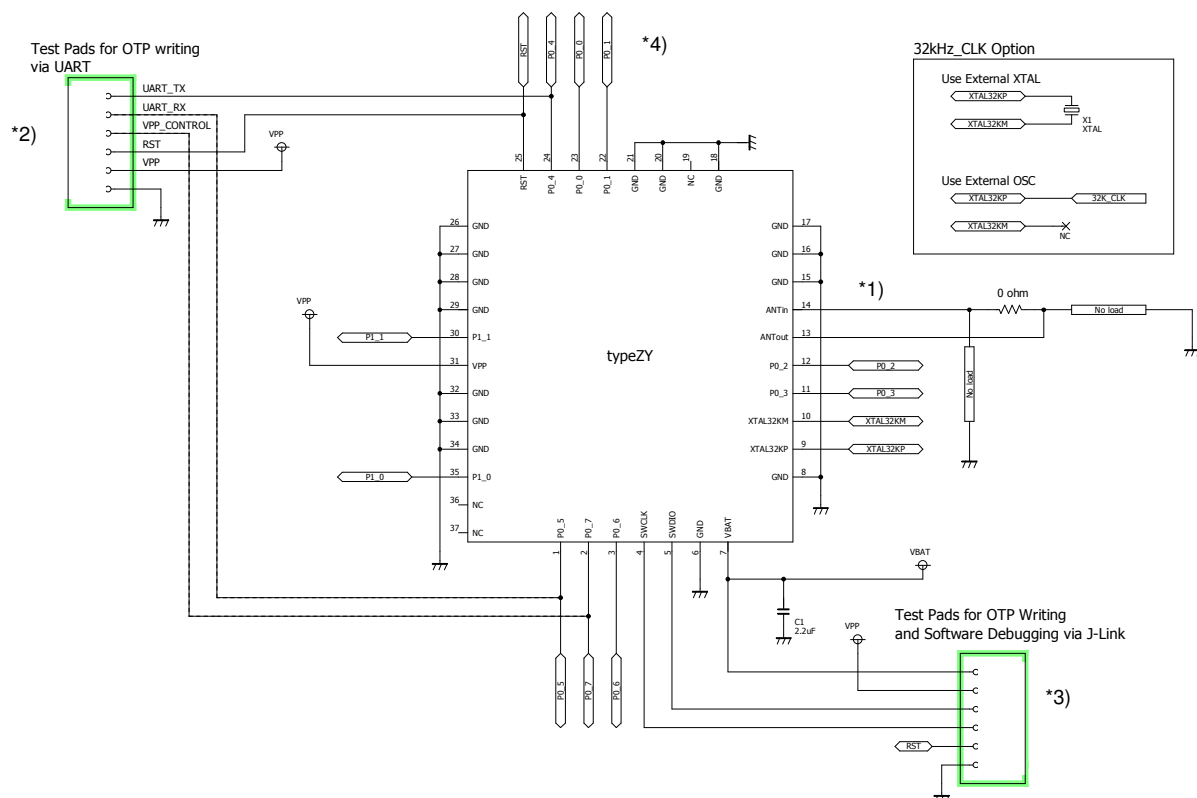 Test Pads for OTP writing
via UART
*2)
UART_TX
UART_RX
VPP_CONTROL
RST
VPP
VPP
RST
P0_4
P0_0
P0_1
*4)
25
24
23
22
21
20
19
18
RST
P0_4
P0_0
P0_1
GND
GND
NC
GND
32kHz_CLK Option
Use External XTAL
XTAL32KP
XTAL32KM
X1
XTAL
Use External OSC
XTAL32KP
32K_CLK
XTAL32KM
NC
26 GND
27 GND
28 GND
29 GND
VPP
P1_1
30 P1_1
31 VPP
32 GND
33 GND
34 GND
P1_0
35 P1_0
36 NC
37 NC
typeZY
GND 17
GND 16
GND 15
*1)
ANTin 14
0 ohm
No load
ANTout 13
No load
P0_2 12
P0_2
P0_3 11
P0_3
XTAL32KM 10
XTAL32KM
XTAL32KP 9
XTAL32KP
GND 8
P0_5
P0_7
P0_6
SWCLK
SWDIO
GND
VBAT
1
2
3
4
5
6
7
VBAT
C1
2.2uF
P0_5
P0_7
P0_6
Test Pads for OTP Writing
and Software Debugging via J-Link
VPP
*3)
RST